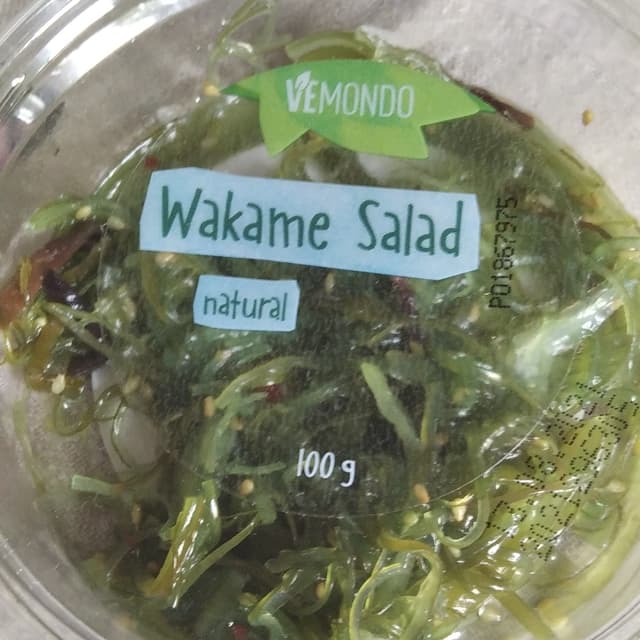 VEMONDO
Wakame Salad
natural
100 g
P01867975